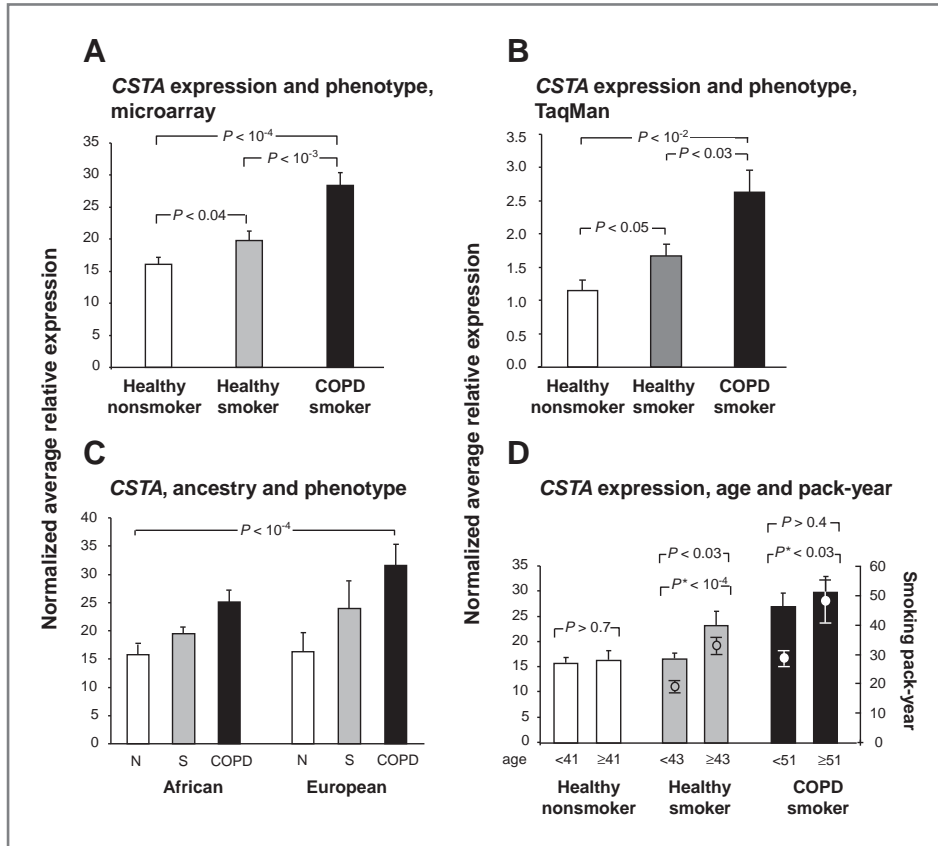 A
CSTA expression and phenotype,
microarray
Normalized average relative expression
35
30
25
20
15
10
5
0
P < 10-4
P < 10-3
P < 0.04
Healthy
nonsmoker
Healthy
smoker
COPD
smoker
B
CSTA expression and phenotype,
TaqMan
Normalized average relative expression
3.5
3.0
2.5
2.0
1.5
1.0
0.5
0.0
P < 10-2
P < 0.03
P < 0.05
Healthy
nonsmoker
Healthy
smoker
COPD
smoker
C
CSTA, ancestry and phenotype
40
35
30
25
20
15
10
5
0
P < 10-4
N S COPD N S COPD
African European
D
CSTA expression, age and pack-year
35
30
25
20
15
10
5
0
P > 0.7
P < 0.03
P* < 10-4
P > 0.4
P* < 0.03
60
50
40
30
20
10
0
Smoking pack-year
age <41 ≥41 <43 ≥43 <51 ≥51
Healthy
nonsmoker
Healthy
smoker
COPD
smoker